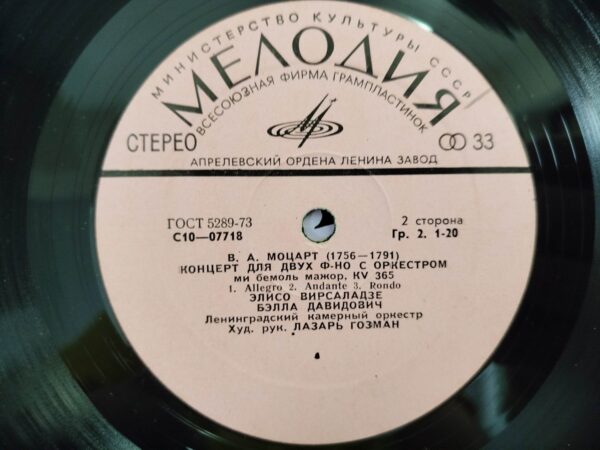 МИНИСТЕРСТВО КУЛЬТУРЫ СССР
МЕЛОДИЯ
ВСЕСОЮЗНАЯ ФИРМА ГРАМПЛАСТИНОК
СТЕРЕО
33
АПРЕЛЕВСКИЙ ОРДЕНА ЛЕНИНА ЗАВОД
ГОСТ 5289-73
2 сторона
С10—07718
Гр. 2. 1-20
В. А. МОЦАРТ (1756—1791)
КОНЦЕРТ ДЛЯ ДВУХ Ф-НО С ОРКЕСТРОМ
ми бемоль мажор, KV 365
1. Allegro 2. Andante 3. Rondo
ЭЛИСО ВИРСАЛАДЗЕ
БЭЛЛА ДАВИДОВИЧ
Ленинградский камерный оркестр
Худ. рук. ЛАЗАРЬ ГОЗМАН